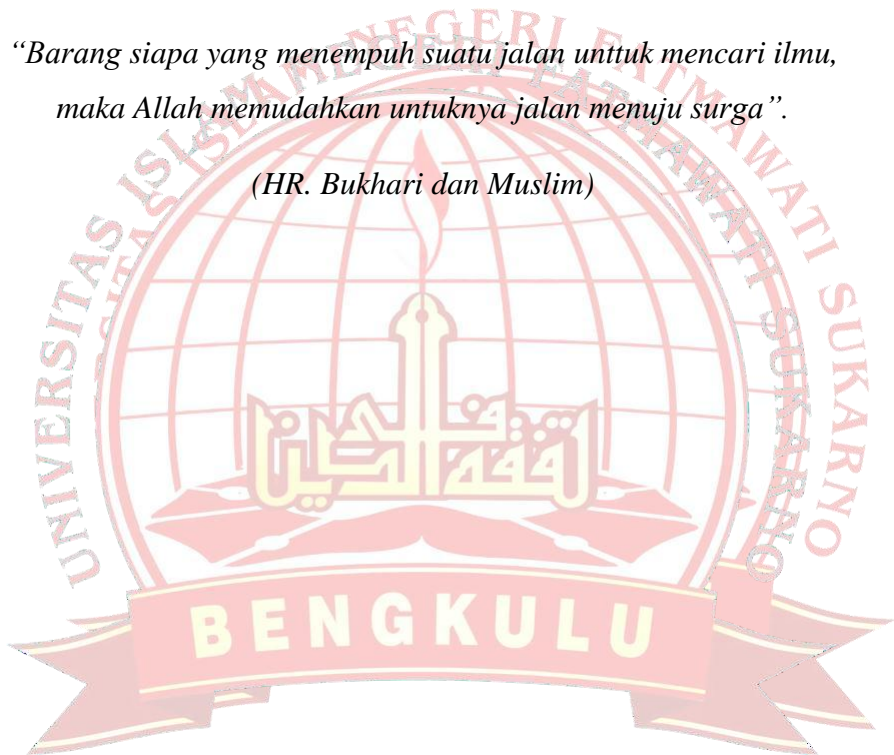 “Barang siapa yang menempuh suatu jalan unttuk mencari ilmu,
maka Allah memudahkan untuknya jalan menuju surga”.
(HR. Bukhari dan Muslim)
UNIVERSITAS ISLAM NEGERI FATMAWATI SUKARNO
BENGKULU